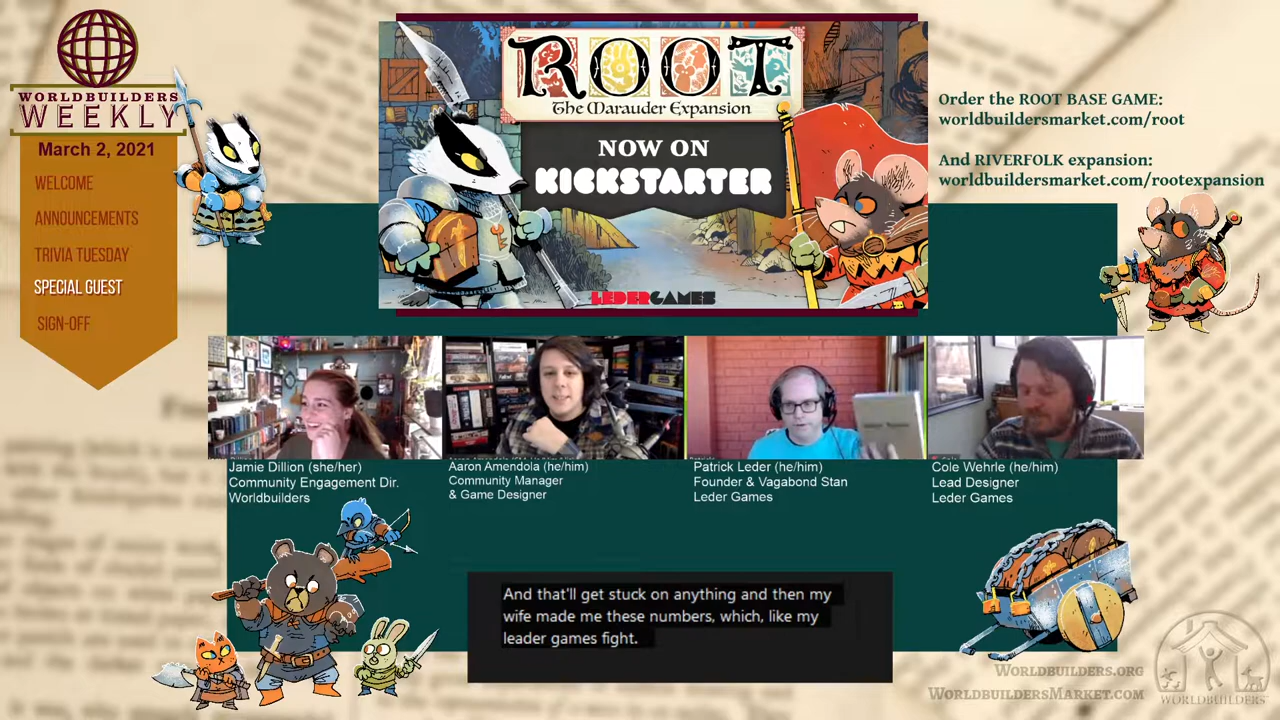 WORLDBUILDERS
WEEKLY
March 2, 2021
WELCOME
ANNOUNCEMENTS
TRIVIA TUESDAY
SPECIAL GUEST
SIGN-OFF
ROOT
The Marauder Expansion
NOW ON
KICKSTARTER
LEDERGAMES
Order the ROOT BASE GAME:
worldbuildersmarket.com/root
And RIVERFOLK expansion:
worldbuildersmarket.com/rootexpansion
Jamie Dillion (she/her)
Community Engagement Dir.
Worldbuilders
Aaron Amendola (he/him)
Community Manager
& Game Designer
Patrick Leder (he/him)
Founder & Vagabond Stan
Leder Games
Cole Wehrle (he/him)
Lead Designer
Leder Games
And that'll get stuck on anything and then my
wife made me these numbers, which, like my
leader games fight.
WORLDBUILDERS.ORG
WORLDBUILDERSMARKET.COM
WORLDBUILDERS